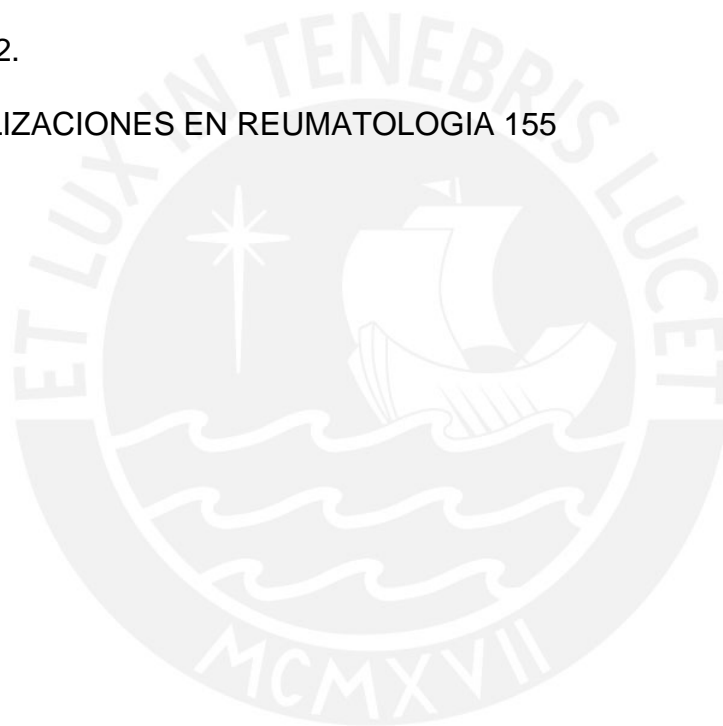 2.
LIZACIONES EN REUMATOLOGIA 155
ET LUX IN TENEBRIS LUCET
MCMXVII